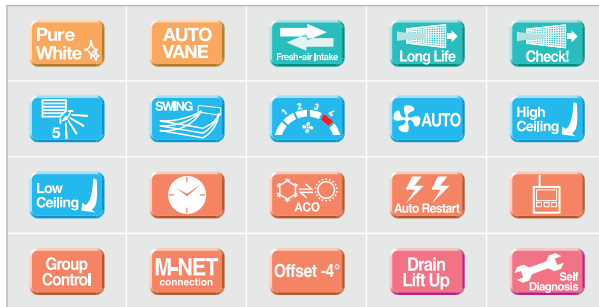 Pure
White
AUTO
VANE
Fresh-air Intake
Long Life
Check!
5
SWING
1 2 3 4
AUTO
High
Ceiling
Low
Ceiling
ACO
Auto Restart
Group
Control
M-NET
connection
Offset -4°
Drain
Lift Up
Self
Diagnosis